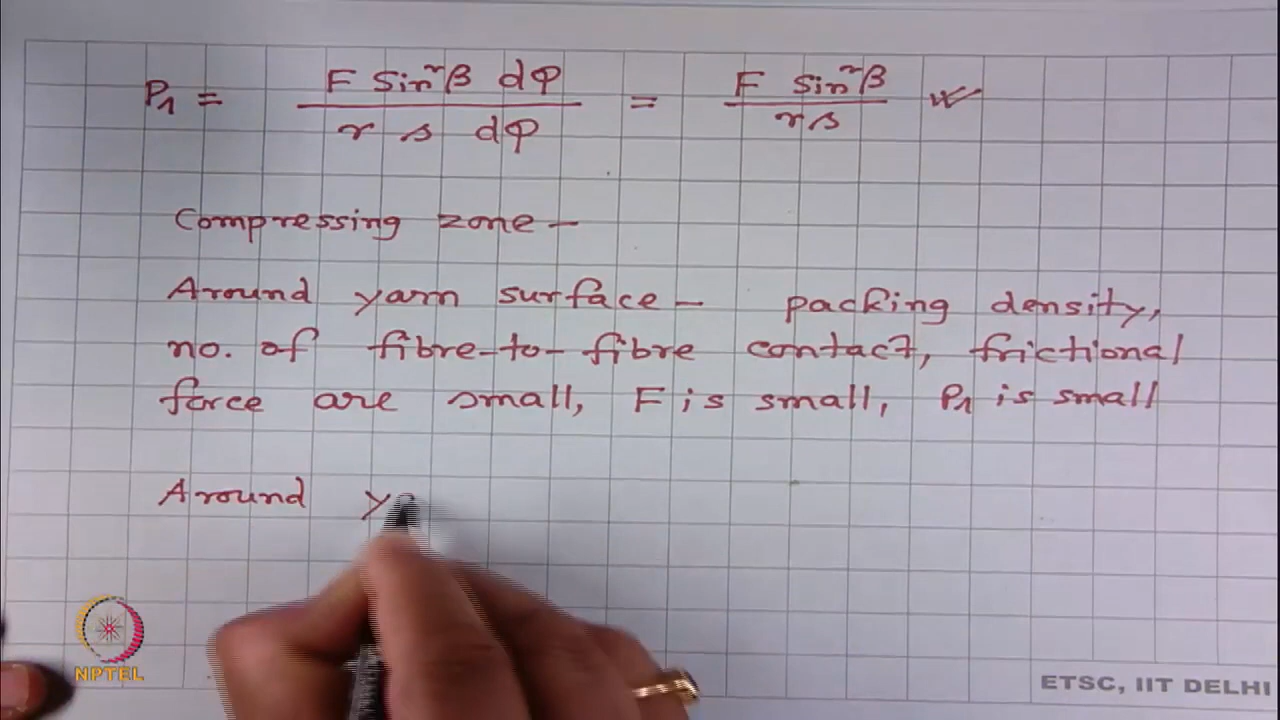 P₁ = F Sin²β dφ / r s dφ = F Sin²β / r s
Compressing zone –
Around yarn surface – packing density,
no. of fibre-to-fibre contact, frictional
force are small, F is small, P₁ is small
Around ya
NPTEL
ETSC, IIT DELHI